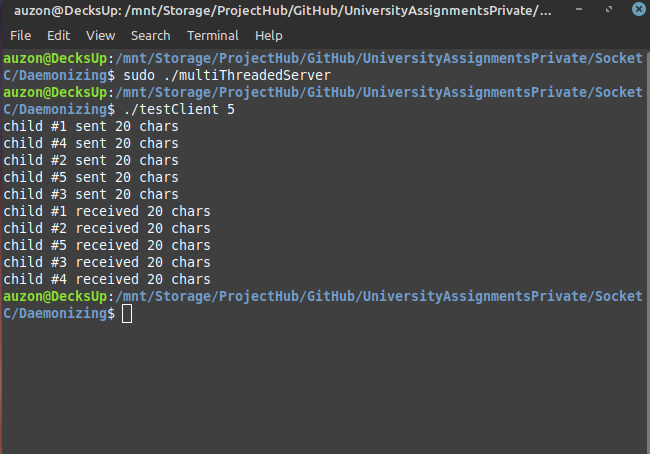 auzon@DecksUp: /mnt/Storage/ProjectHub/GitHub/UniversityAssignmentsPrivate/...
File Edit View Search Terminal Help
auzon@DecksUp:/mnt/Storage/ProjectHub/GitHub/UniversityAssignmentsPrivate/Socket
C/Daemonizing$ sudo ./multiThreadedServer
auzon@DecksUp:/mnt/Storage/ProjectHub/GitHub/UniversityAssignmentsPrivate/Socket
C/Daemonizing$ ./testClient 5
child #1 sent 20 chars
child #4 sent 20 chars
child #2 sent 20 chars
child #5 sent 20 chars
child #3 sent 20 chars
child #1 received 20 chars
child #2 received 20 chars
child #5 received 20 chars
child #3 received 20 chars
child #4 received 20 chars
auzon@DecksUp:/mnt/Storage/ProjectHub/GitHub/UniversityAssignmentsPrivate/Socket
C/Daemonizing$